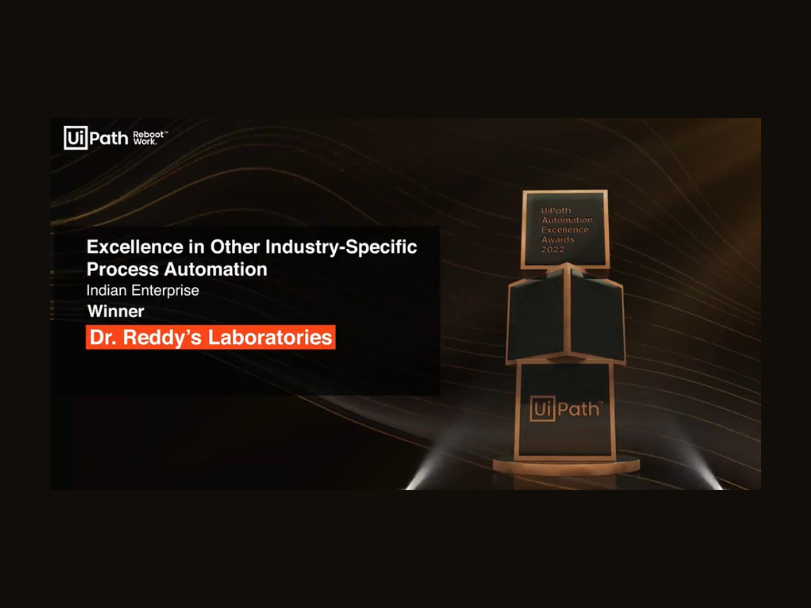 UiPath Reboot™
Work.
Excellence in Other Industry-Specific
Process Automation
Indian Enterprise
Winner
Dr. Reddy's Laboratories
UiPath
Automation
Excellence
Awards
2022
UiPath